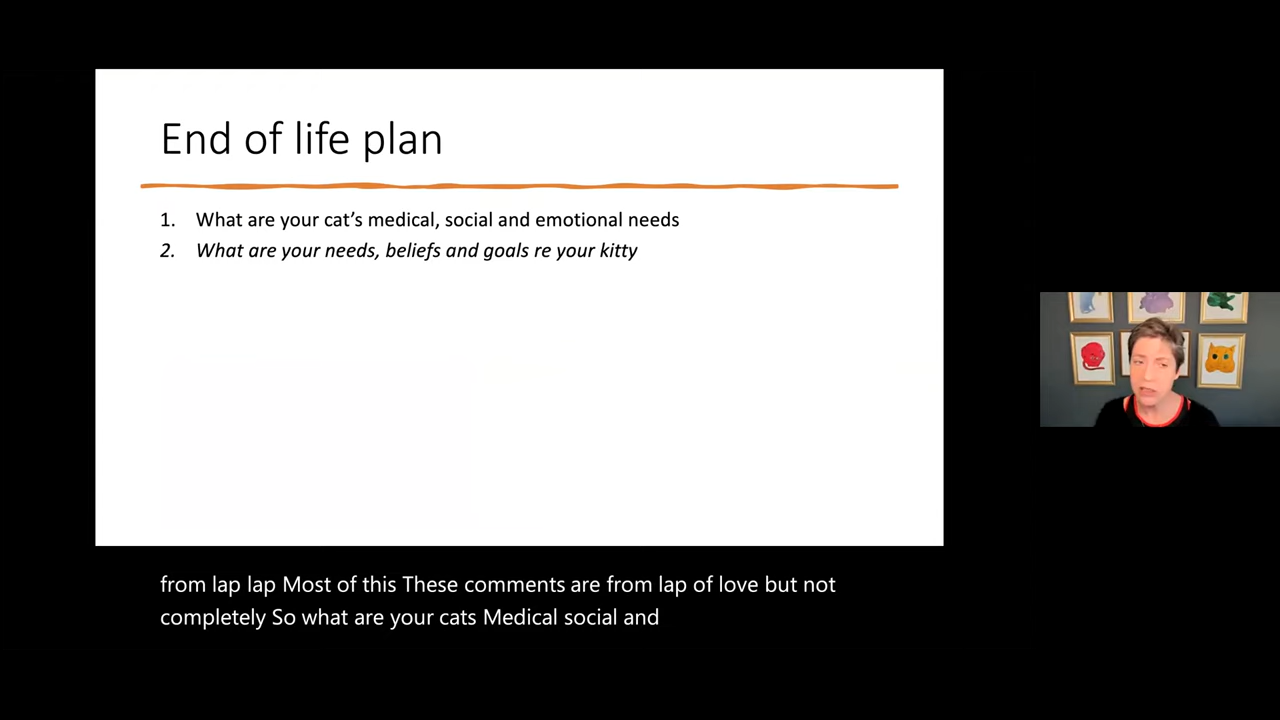 End of life plan
1. What are your cat's medical, social and emotional needs
2. What are your needs, beliefs and goals re your kitty
from lap lap Most of this These comments are from lap of love but not
completely So what are your cats Medical social and